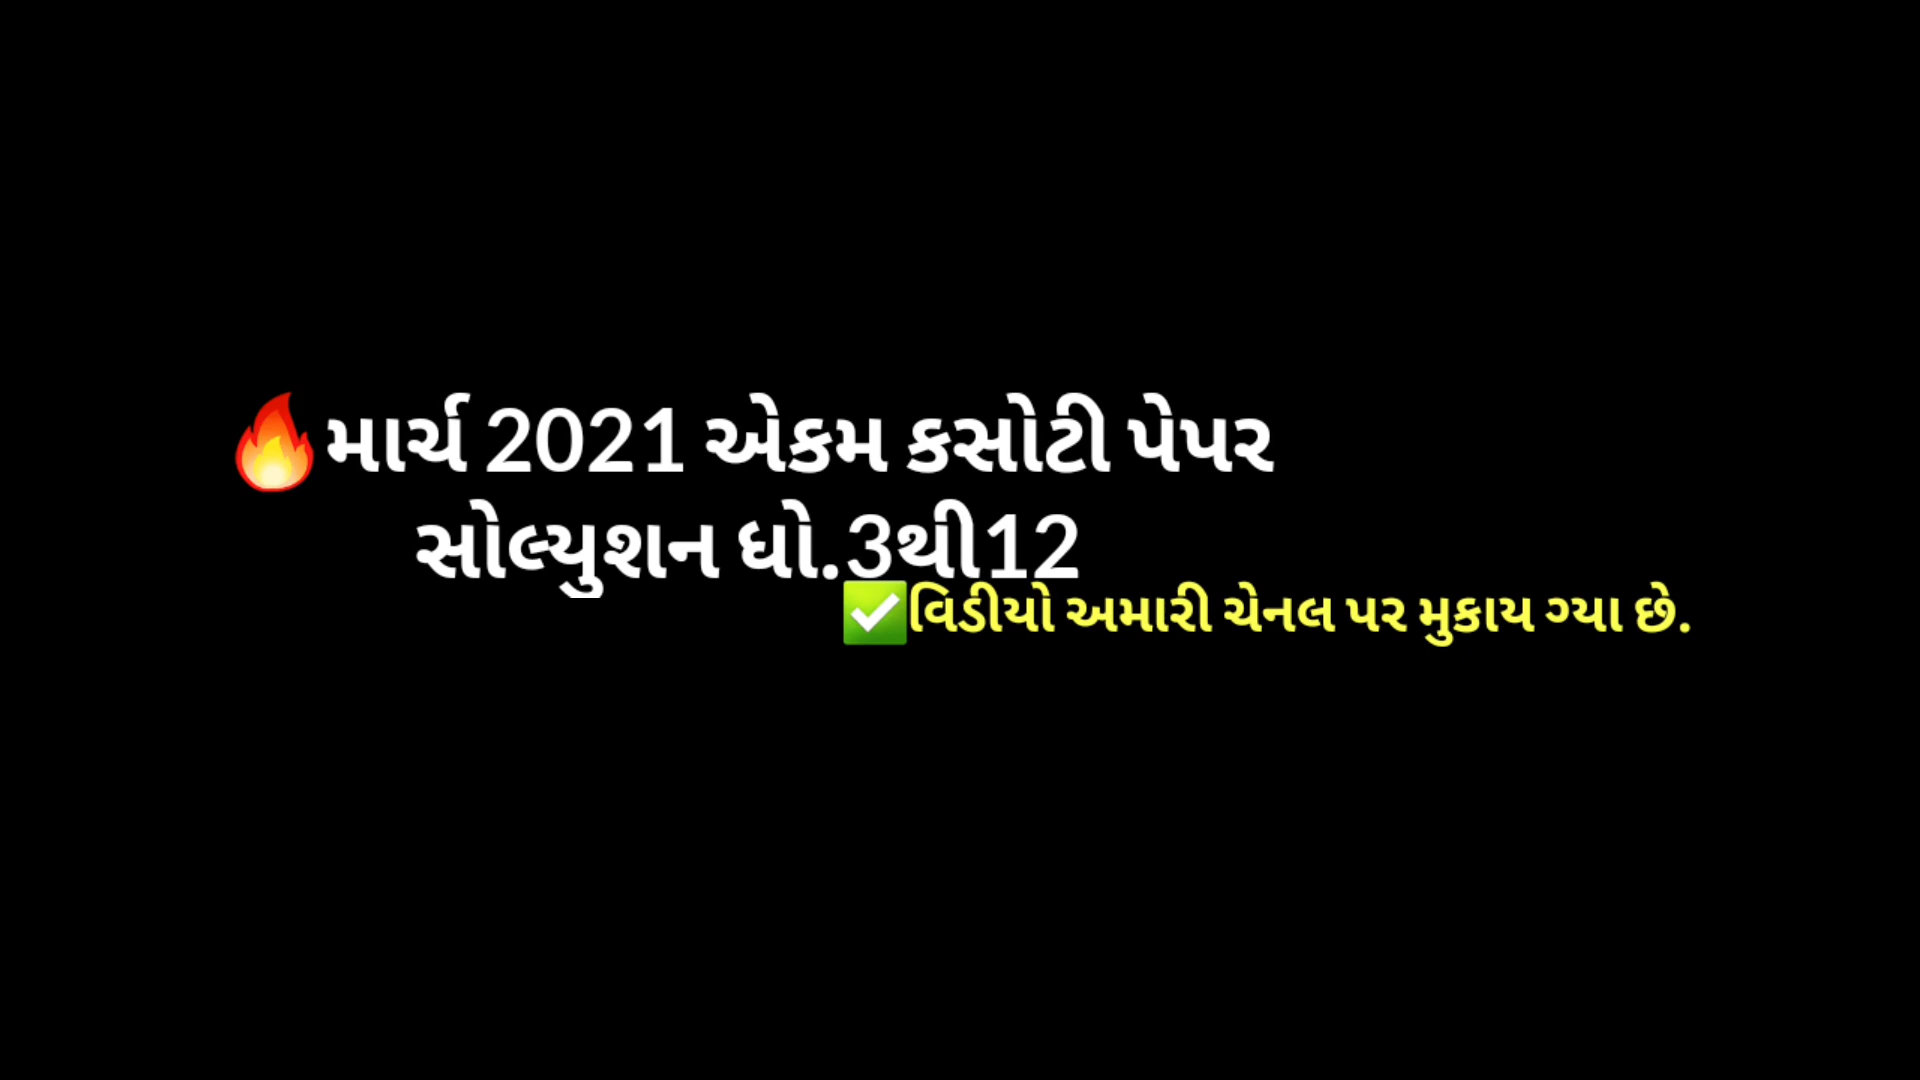 🔥માર્ચ 2021 એકમ કસોટી પેપર
સોલ્યુશન ધો.3થી12
✅વિડીયો અમારી ચેનલ પર મુકાય ગ્યા છે.